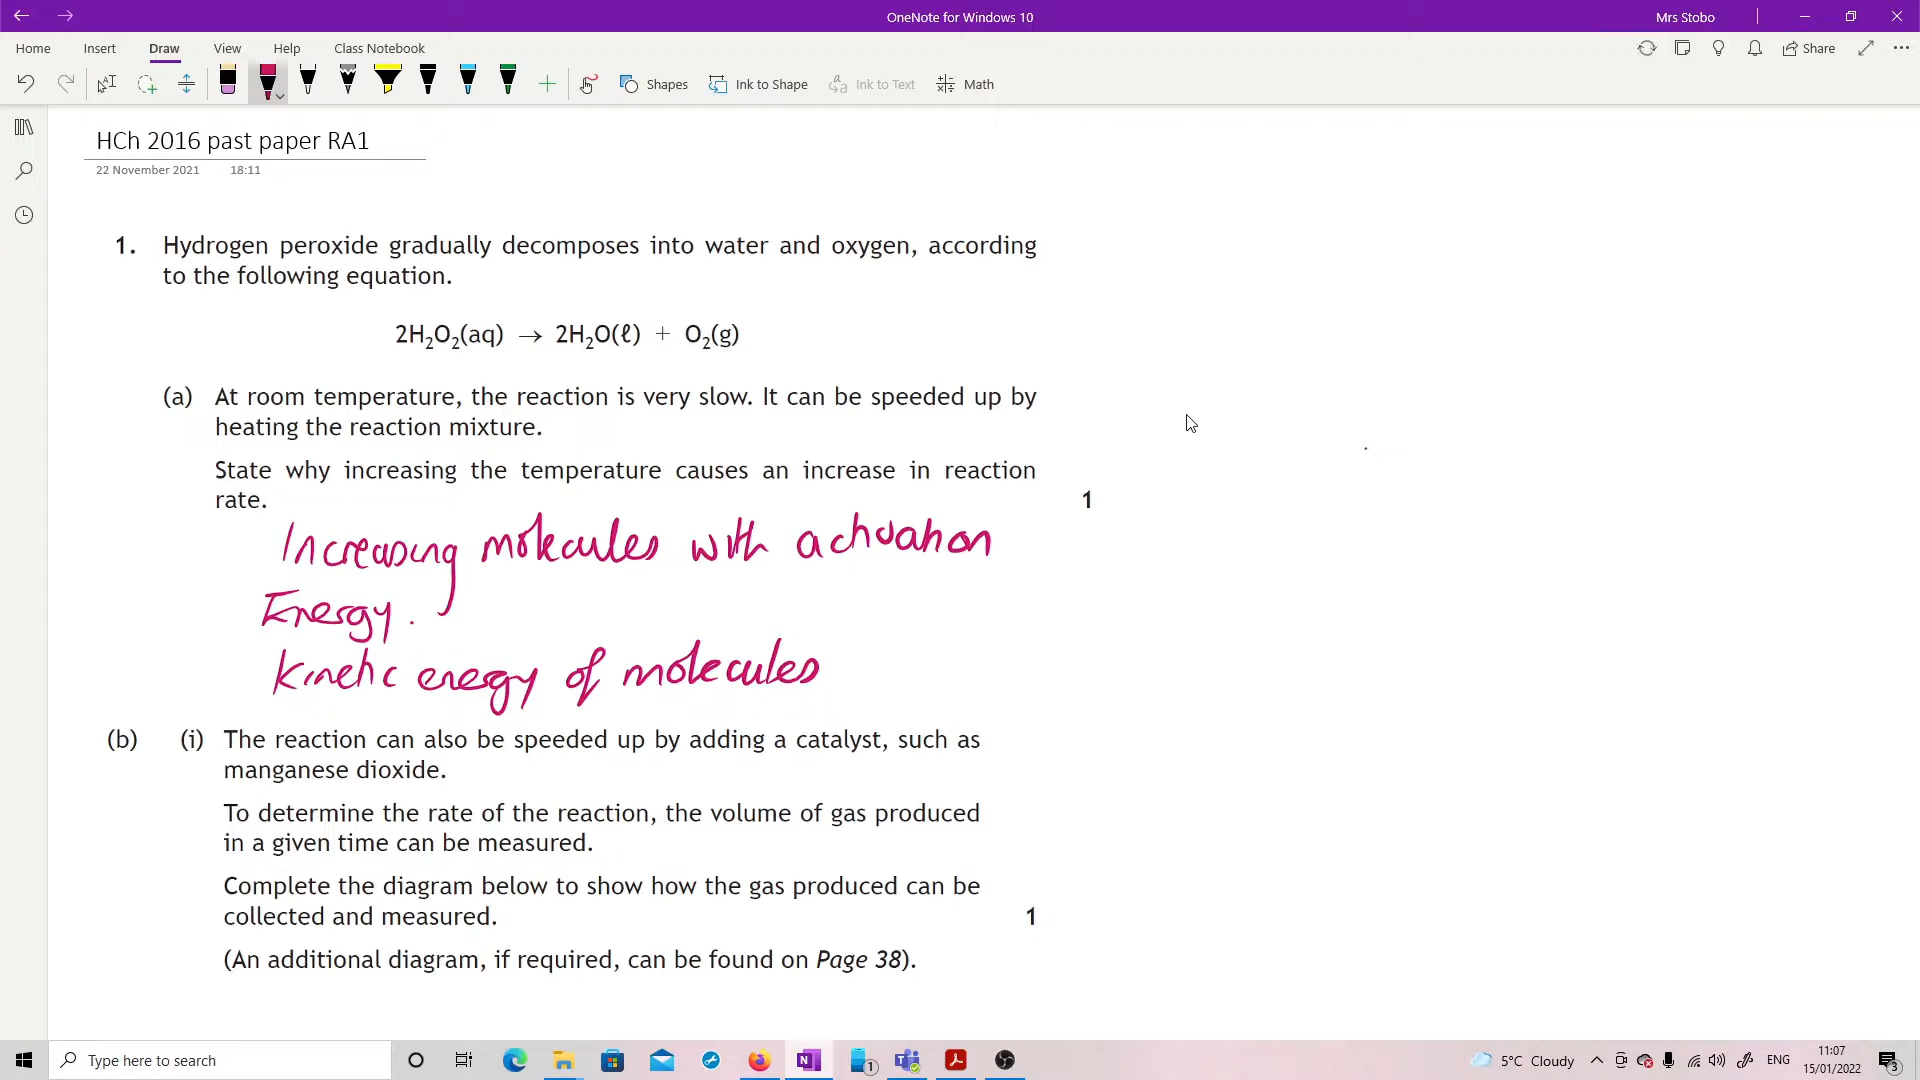 OneNote for Windows 10
Mrs Stobo
Home Insert Draw View Help Class Notebook
Share
Shapes Ink to Shape Ink to Text Math
HCh 2016 past paper RA1
22 November 2021 18:11
1. Hydrogen peroxide gradually decomposes into water and oxygen, according
to the following equation.
2H₂O₂(aq) → 2H₂O(ℓ) + O₂(g)
(a) At room temperature, the reaction is very slow. It can be speeded up by
heating the reaction mixture.
State why increasing the temperature causes an increase in reaction
rate. 1
Increasing molecules with activation
Energy.
Kinetic energy of molecules
(b) (i) The reaction can also be speeded up by adding a catalyst, such as
manganese dioxide.
To determine the rate of the reaction, the volume of gas produced
in a given time can be measured.
Complete the diagram below to show how the gas produced can be
collected and measured. 1
(An additional diagram, if required, can be found on Page 38).
Type here to search
1
5°C Cloudy
ENG
11:07
15/01/2022
3